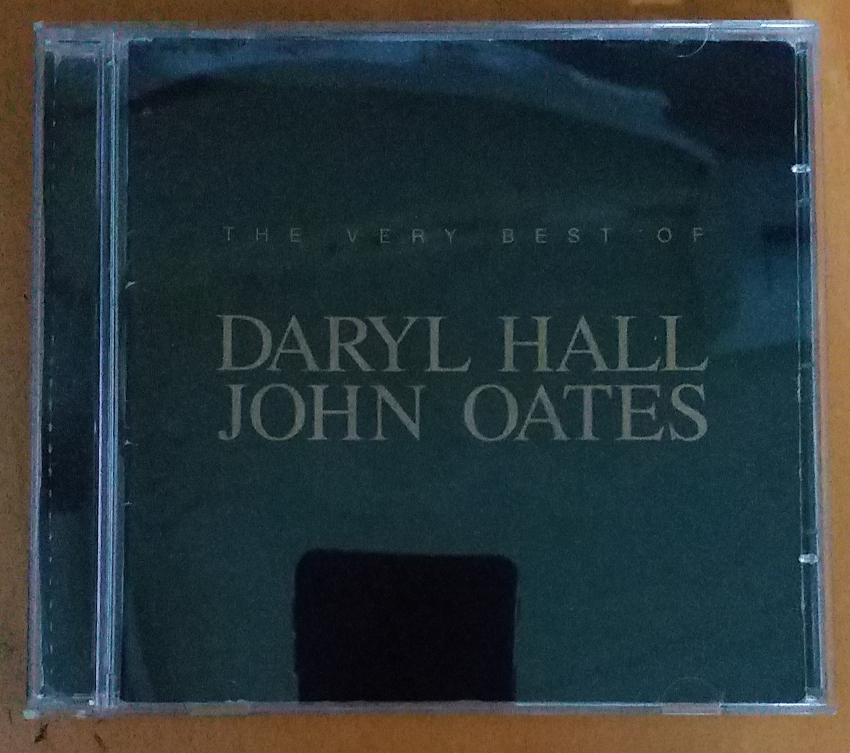 THE VERY BEST OF
DARYL HALL
JOHN OATES